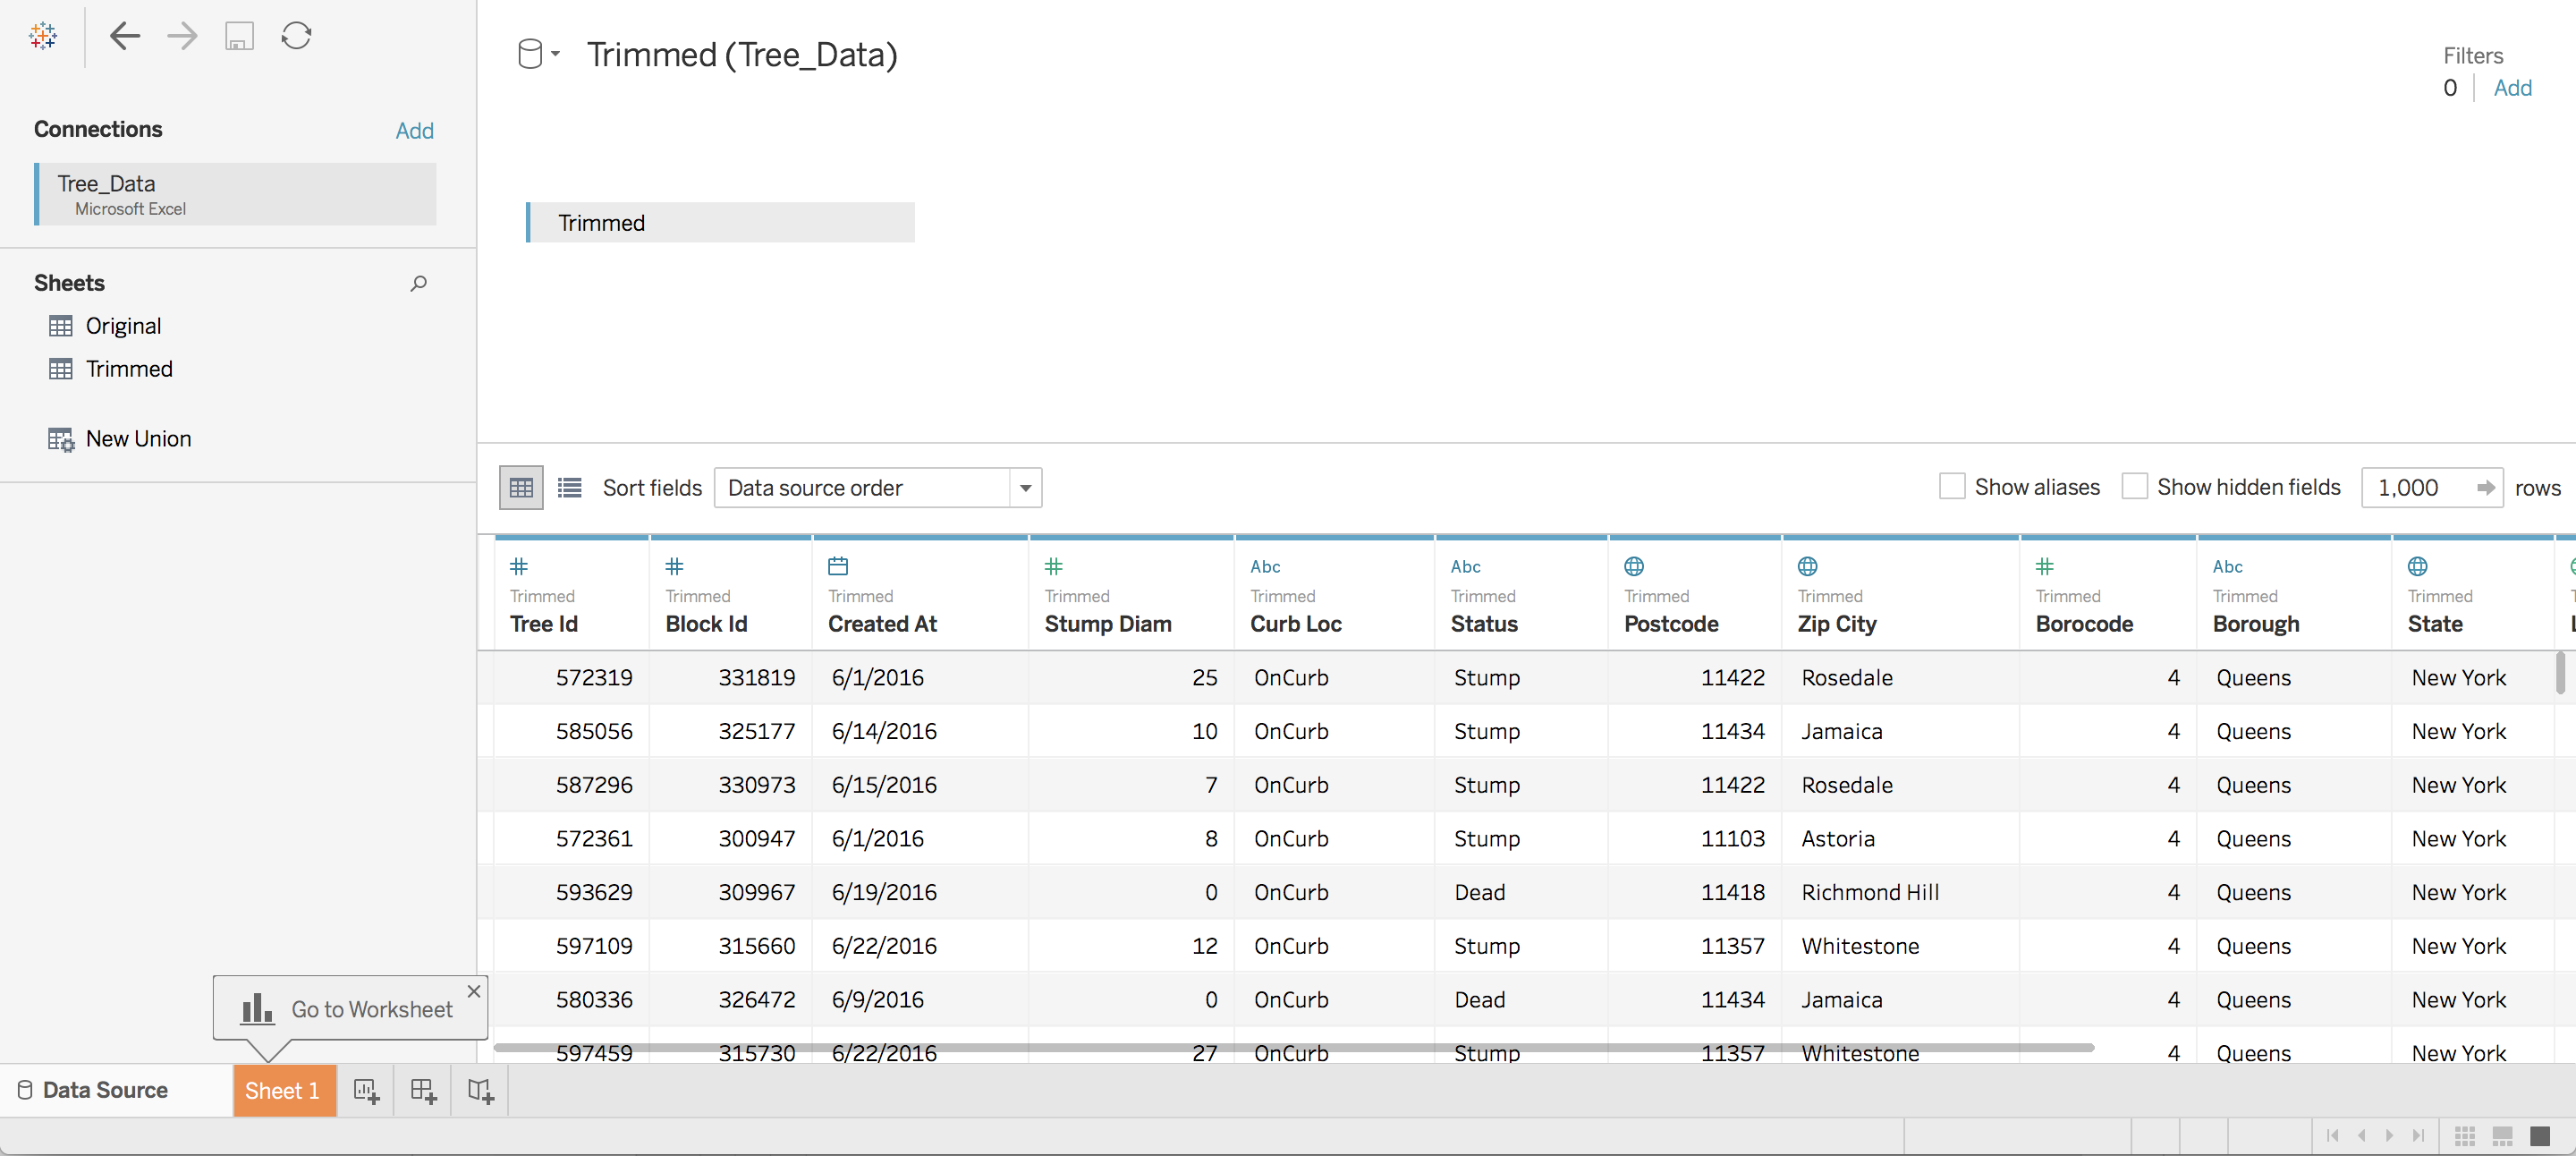 Trimmed (Tree_Data)
Filters
0 Add
Connections Add
Tree_Data
Microsoft Excel
Trimmed
Sheets
Original
Trimmed
New Union
Sort fields Data source order Show aliases Show hidden fields 1,000 rows
Abc Abc Abc
Trimmed Trimmed Trimmed Trimmed Trimmed Trimmed Trimmed Trimmed Trimmed Trimmed Trimmed
Tree Id Block Id Created At Stump Diam Curb Loc Status Postcode Zip City Borocode Borough State
572319 331819 6/1/2016 25 OnCurb Stump 11422 Rosedale 4 Queens New York
585056 325177 6/14/2016 10 OnCurb Stump 11434 Jamaica 4 Queens New York
587296 330973 6/15/2016 7 OnCurb Stump 11422 Rosedale 4 Queens New York
572361 300947 6/1/2016 8 OnCurb Stump 11103 Astoria 4 Queens New York
593629 309967 6/19/2016 0 OnCurb Dead 11418 Richmond Hill 4 Queens New York
597109 315660 6/22/2016 12 OnCurb Stump 11357 Whitestone 4 Queens New York
580336 326472 6/9/2016 0 OnCurb Dead 11434 Jamaica 4 Queens New York
597459 315730 6/22/2016 27 OnCurb Stump 11357 Whitestone 4 Queens New York
Go to Worksheet
Data Source Sheet 1